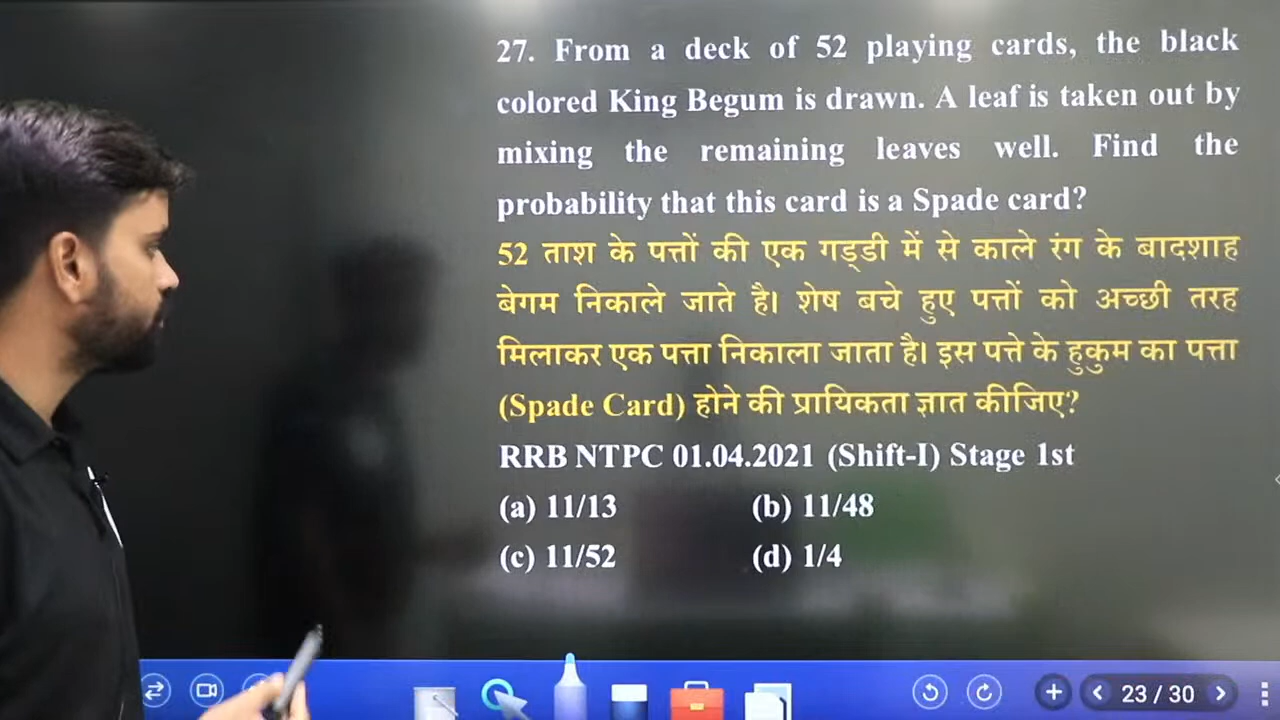 27. From a deck of 52 playing cards, the black
colored King Begum is drawn. A leaf is taken out by
mixing the remaining leaves well. Find the
probability that this card is a Spade card?
52 ताश के पत्तों की एक गड्डी में से काले रंग के बादशाह
बेगम निकाले जाते है। शेष बचे हुए पत्तों को अच्छी तरह
मिलाकर एक पत्ता निकाला जाता है। इस पत्ते के हुकुम का पत्ता
(Spade Card) होने की प्रायिकता ज्ञात कीजिए?
RRB NTPC 01.04.2021 (Shift-I) Stage 1st
(a) 11/13 (b) 11/48
(c) 11/52 (d) 1/4
23 / 30